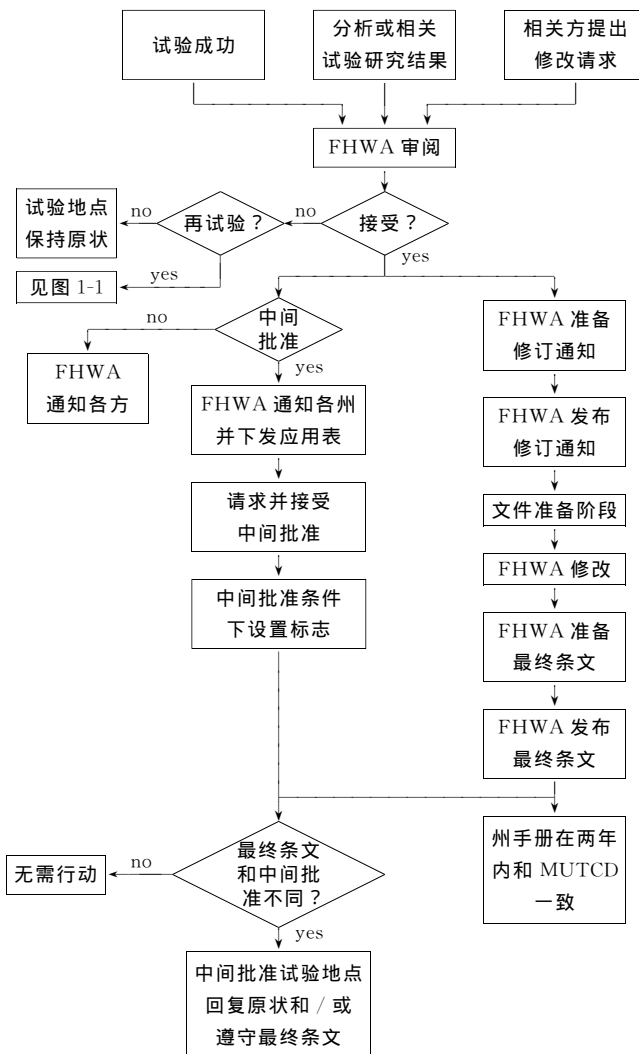 试验成功
分析或相关
试验研究结果
相关方提出
修改请求
FHWA 审阅
试验地点
保持原状
no
再试验？
no
接受？
见图 1-1
yes
yes
no
中间
批准
FHWA 准备
修订通知
FHWA
通知各方
yes
FHWA 通知各州
并下发应用表
FHWA 发布
修订通知
请求并接受
中间批准
文件准备阶段
FHWA 修改
中间批准条件
下设置标志
FHWA 准备
最终条文
FHWA 发布
最终条文
无需行动
no
最终条文
和中间批
准不同？
州手册在两年
内和 MUTCD
一致
yes
中间批准试验地点
回复原状和 / 或
遵守最终条文